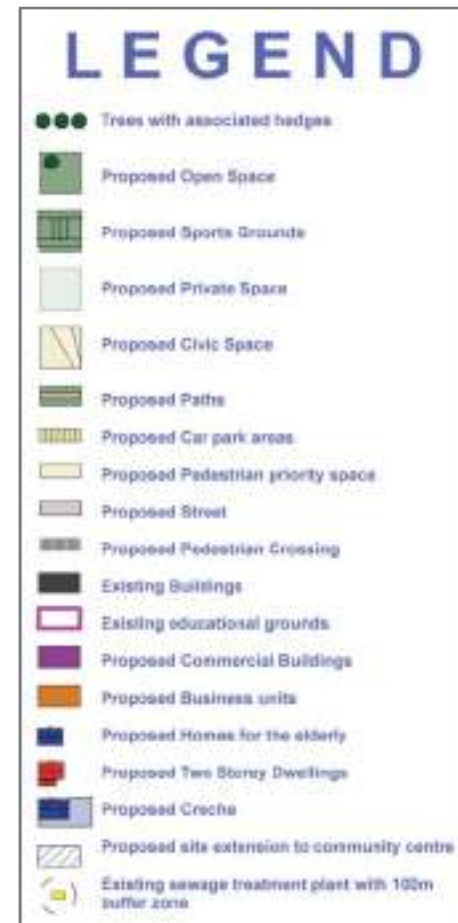 LEGEND
Trees with associated hedges
Proposed Open Space
Proposed Sports Grounds
Proposed Private Space
Proposed Civic Space
Proposed Paths
Proposed Car park areas
Proposed Pedestrian priority space
Proposed Street
Proposed Pedestrian Crossing
Existing Buildings
Existing educational grounds
Proposed Commercial Buildings
Proposed Business units
Proposed Homes for the elderly
Proposed Two Storey Dwellings
Proposed Creche
Proposed site extension to community centre
Existing sewage treatment plant with 100m
buffer zone